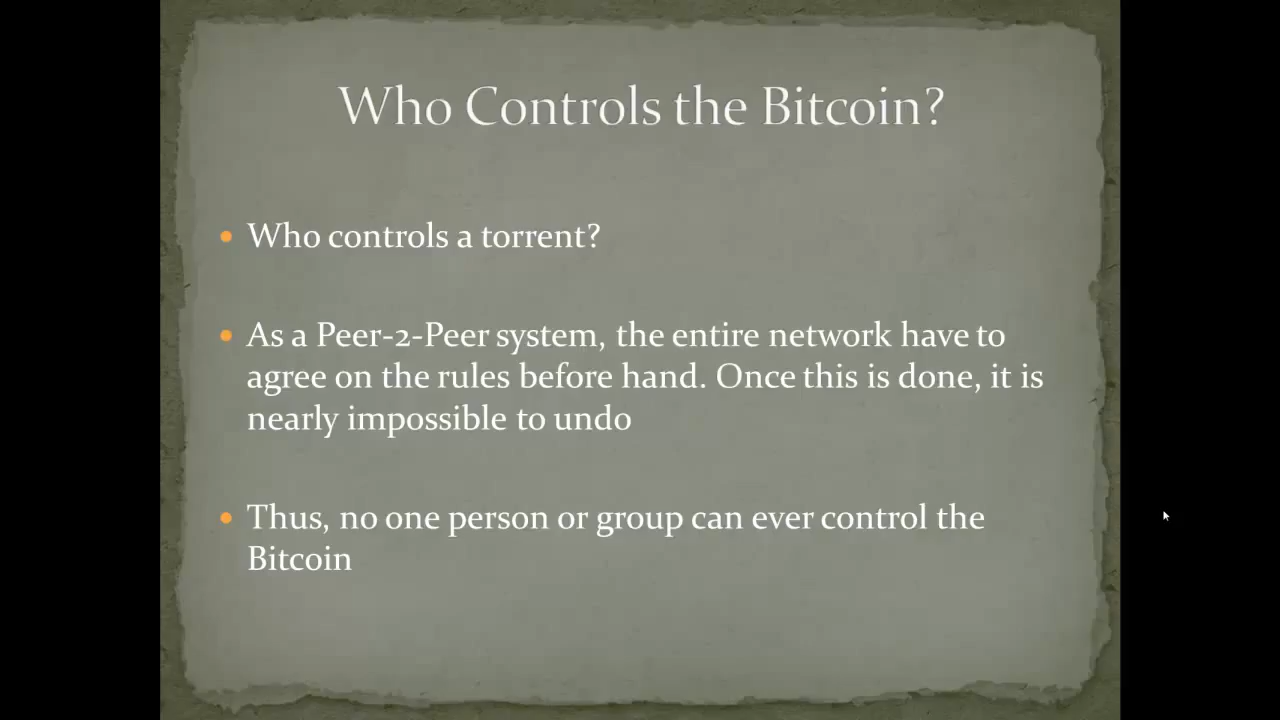 Who Controls the Bitcoin?
• Who controls a torrent?
• As a Peer-2-Peer system, the entire network have to
agree on the rules before hand. Once this is done, it is
nearly impossible to undo
• Thus, no one person or group can ever control the
Bitcoin